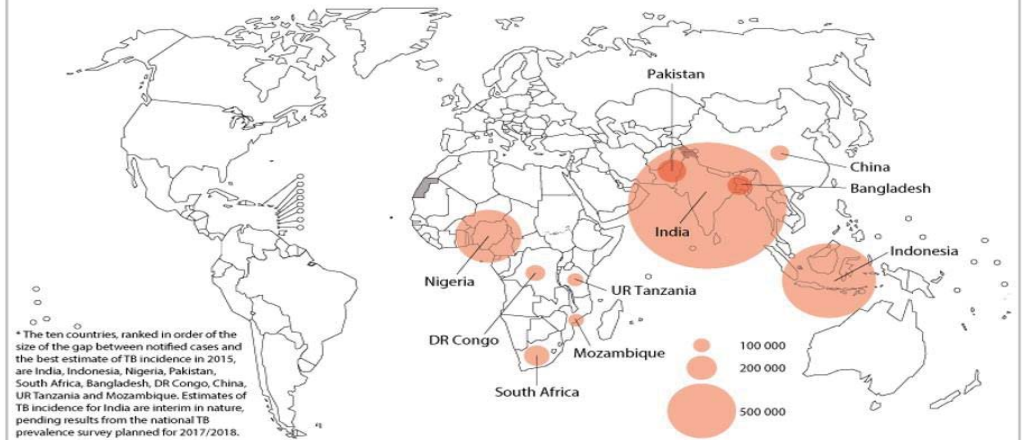 Pakistan
China
Bangladesh
India
Indonesia
Nigeria
UR Tanzania
DR Congo
Mozambique
South Africa
100 000
200 000
500 000
* The ten countries, ranked in order of the
size of the gap between notified cases and
the best estimate of TB incidence in 2015,
are India, Indonesia, Nigeria, Pakistan,
South Africa, Bangladesh, DR Congo, China,
UR Tanzania and Mozambique. Estimates of
TB incidence for India are interim in nature,
pending results from the national TB
prevalence survey planned for 2017/2018.